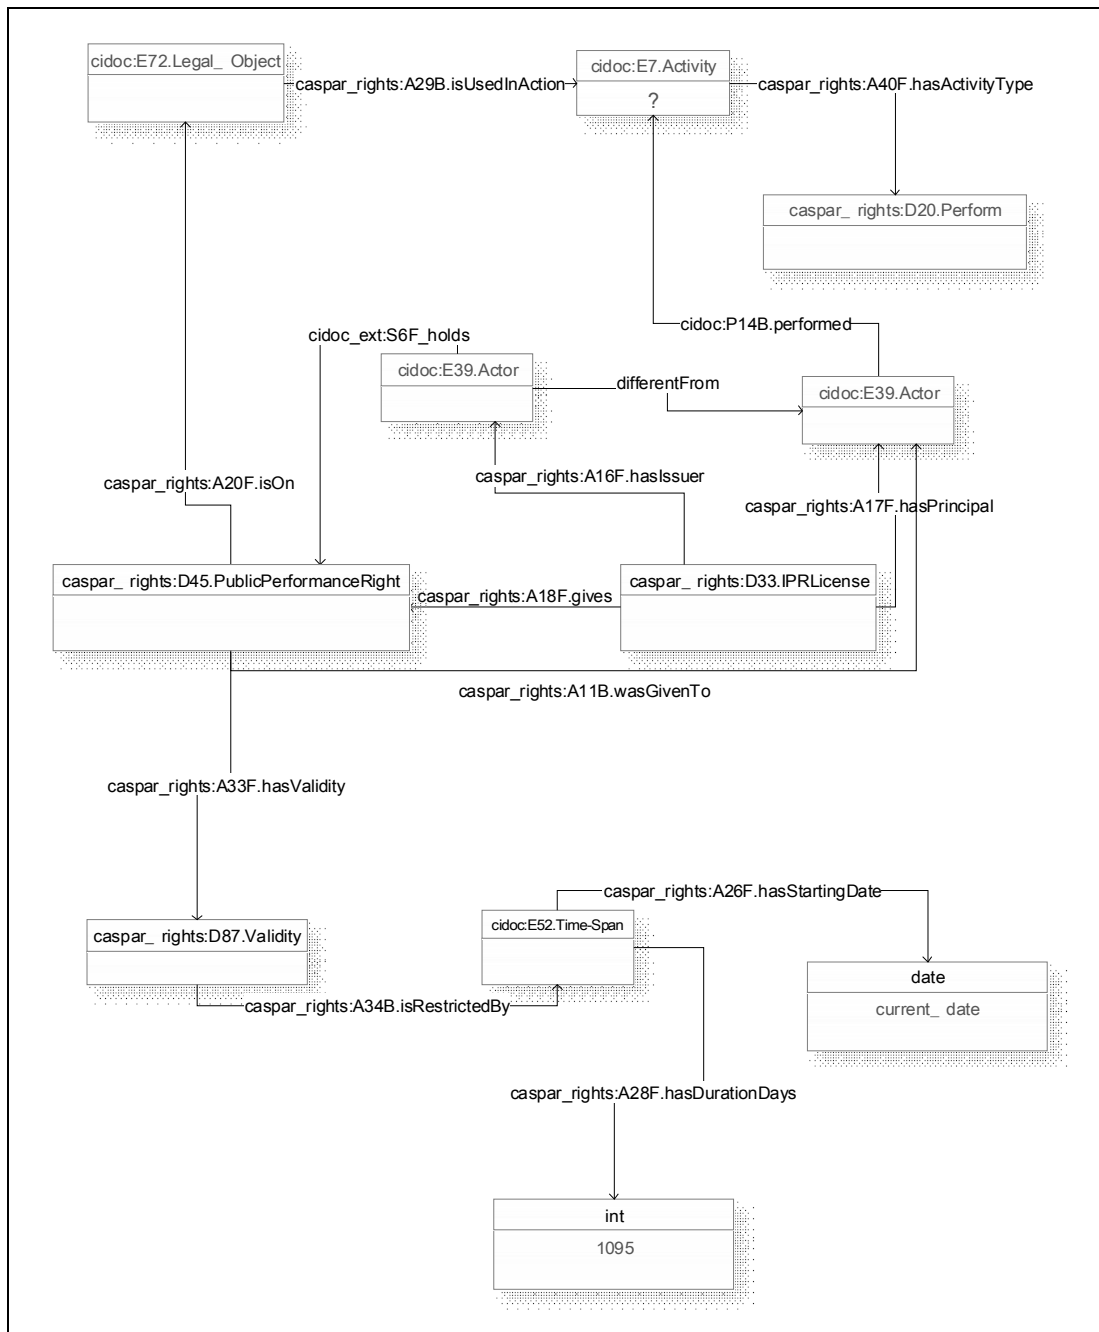 cidoc:E72.Legal_ Object
cidoc:E7.Activity
caspar_rights:A29B.isUsedInAction
caspar_rights:A40F.hasActivityType
?
caspar_ rights:D20.Perform
cidoc:P14B.performed
cidoc_ext:S6F_holds
cidoc:E39.Actor
differentFrom
cidoc:E39.Actor
caspar_rights:A16F.hasIssuer
caspar_rights:A20F.isOn
caspar_rights:A17F.hasPrincipal
caspar_ rights:D45.PublicPerformanceRight
caspar_ rights:D33.IPRLicense
caspar_rights:A18F.gives
caspar_rights:A11B.wasGivenTo
caspar_rights:A33F.hasValidity
caspar_rights:A26F.hasStartingDate
cidoc:E52.Time-Span
caspar_ rights:D87.Validity
date
caspar_rights:A34B.isRestrictedBy
current_ date
caspar_rights:A28F.hasDurationDays
int
1095